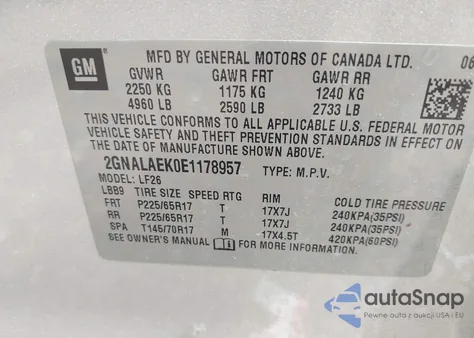 GM
MFD BY GENERAL MOTORS OF CANADA LTD. 06
GVWR GAWR FRT GAWR RR
2250 KG 1175 KG 1240 KG
4960 LB 2590 LB 2733 LB
THIS VEHICLE CONFORMS TO ALL APPLICABLE U.S. FEDERAL MOTOR
VEHICLE SAFETY AND THEFT PREVENTION STANDARDS IN EFFECT ON
THE DATE OF MANUFACTURE SHOWN ABOVE.
2GNALAEK0E1178957 TYPE: M.P.V.
MODEL: LF26
LBB9 TIRE SIZE SPEED RTG RIM COLD TIRE PRESSURE
FRT P225/65R17 T 17X7J 240KPA(35PSI)
RR P225/65R17 T 17X7J 240KPA(35PSI)
SPA T145/70R17 M 17X4.5T 420KPA(60PSI)
SEE OWNER'S MANUAL FOR MORE INFORMATION
autoSnap
Pewne auta z aukcji USA i EU